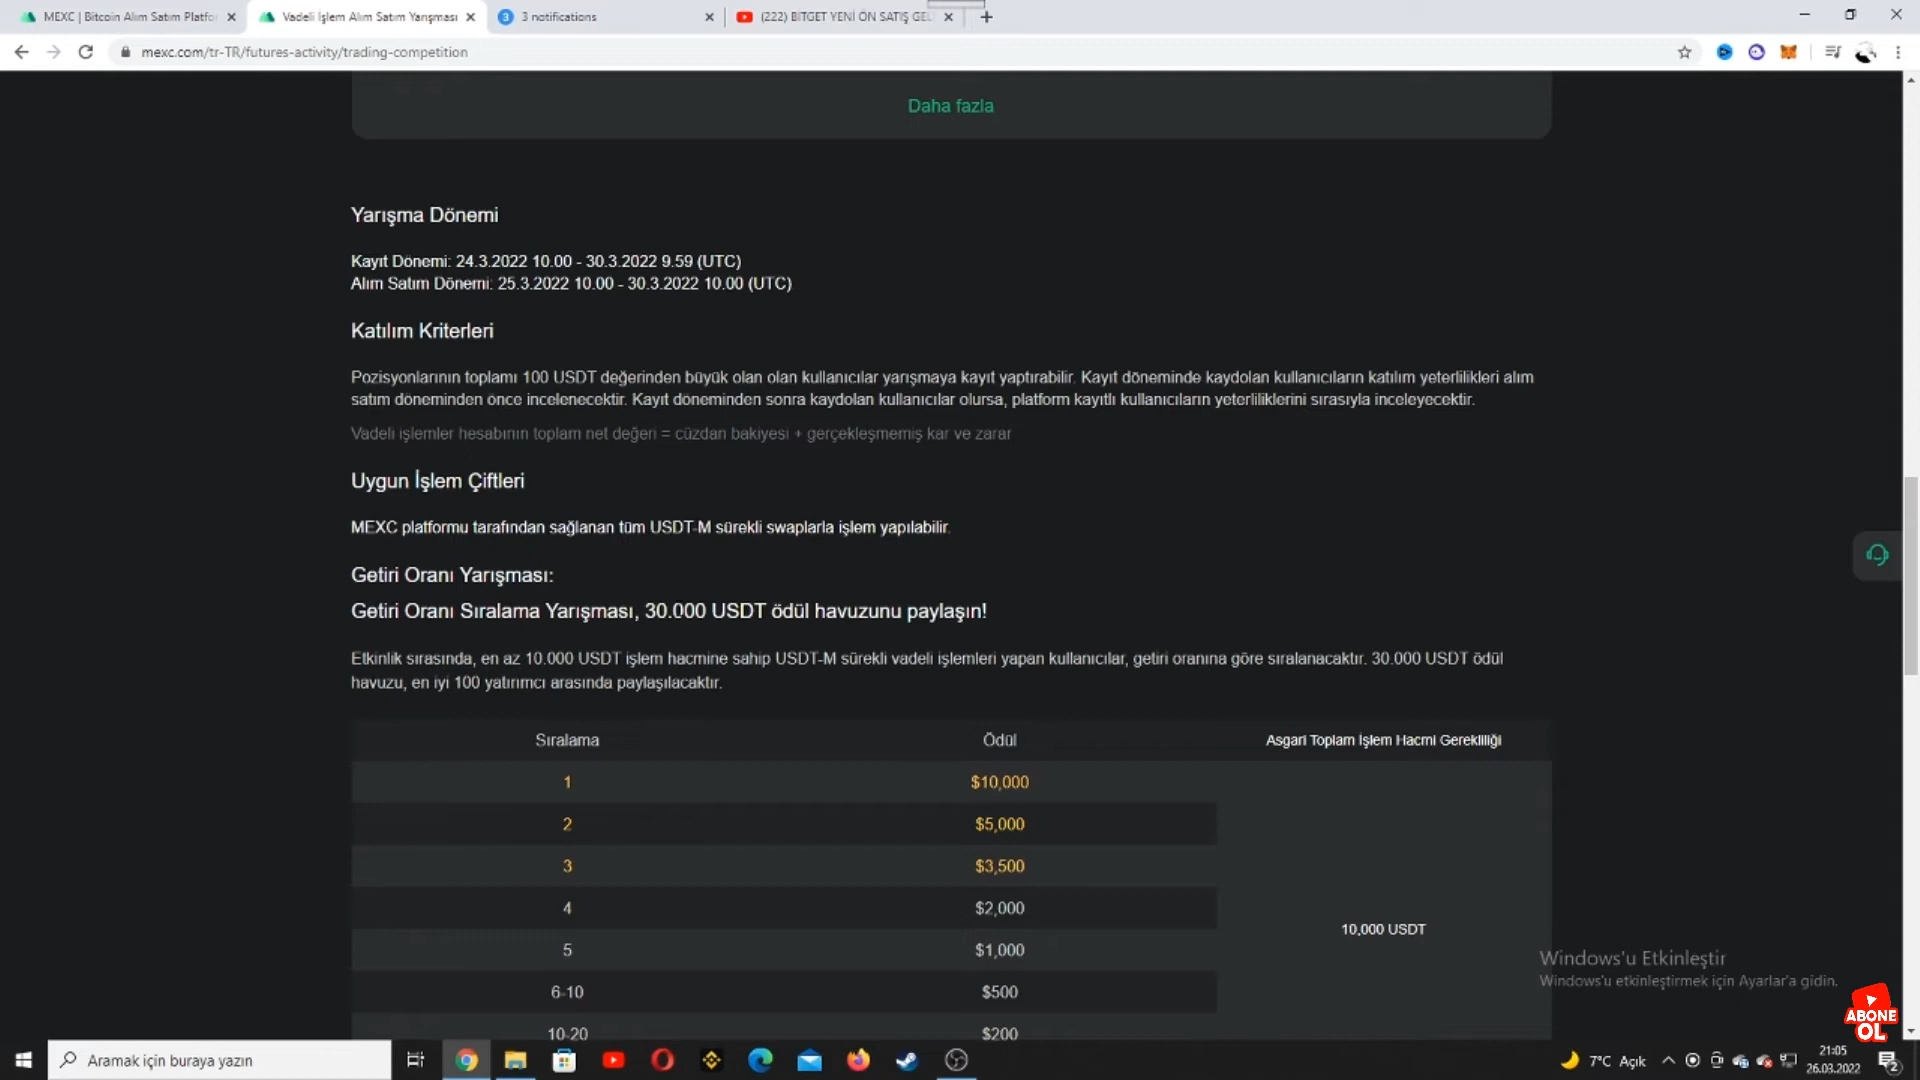 MEXC | Bitcoin Alım Satım Platfo
Vadeli İşlem Alım Satım Yarışması
3 notifications
(222) BİTGET YENİ ÖN SATIŞ GEL
mexc.com/tr-TR/futures-activity/trading-competition
Daha fazla
Yarışma Dönemi
Kayıt Dönemi: 24.3.2022 10.00 - 30.3.2022 9.59 (UTC)
Alım Satım Dönemi: 25.3.2022 10.00 - 30.3.2022 10.00 (UTC)
Katılım Kriterleri
Pozisyonlarının toplamı 100 USDT değerinden büyük olan olan kullanıcılar yarışmaya kayıt yaptırabilir. Kayıt döneminde kaydolan kullanıcıların katılım yeterlilikleri alım
satım döneminden önce incelenecektir. Kayıt döneminden sonra kaydolan kullanıcılar olursa, platform kayıtlı kullanıcıların yeterliliklerini sırasıyla inceleyecektir.
Vadeli işlemler hesabının toplam net değeri = cüzdan bakiyesi + gerçekleşmemiş kar ve zarar
Uygun İşlem Çiftleri
MEXC platformu tarafından sağlanan tüm USDT-M sürekli swaplarla işlem yapılabilir.
Getiri Oranı Yarışması:
Getiri Oranı Sıralama Yarışması, 30.000 USDT ödül havuzunu paylaşın!
Etkinlik sırasında, en az 10.000 USDT işlem hacmine sahip USDT-M sürekli vadeli işlemleri yapan kullanıcılar, getiri oranına göre sıralanacaktır. 30.000 USDT ödül
havuzu, en iyi 100 yatırımcı arasında paylaşılacaktır.
Sıralama Ödül Asgari Toplam İşlem Hacmi Gerekliliği
1 $10,000
2 $5,000
3 $3,500
4 $2,000
10,000 USDT
5 $1,000
6-10 $500
10-20 $200
Windows'u Etkinleştir
Windows'u etkinleştirmek için Ayarlar'a gidin.
ABONE
OL
Aramak için buraya yazın
7°C Açık
21:05
26.03.2022
2